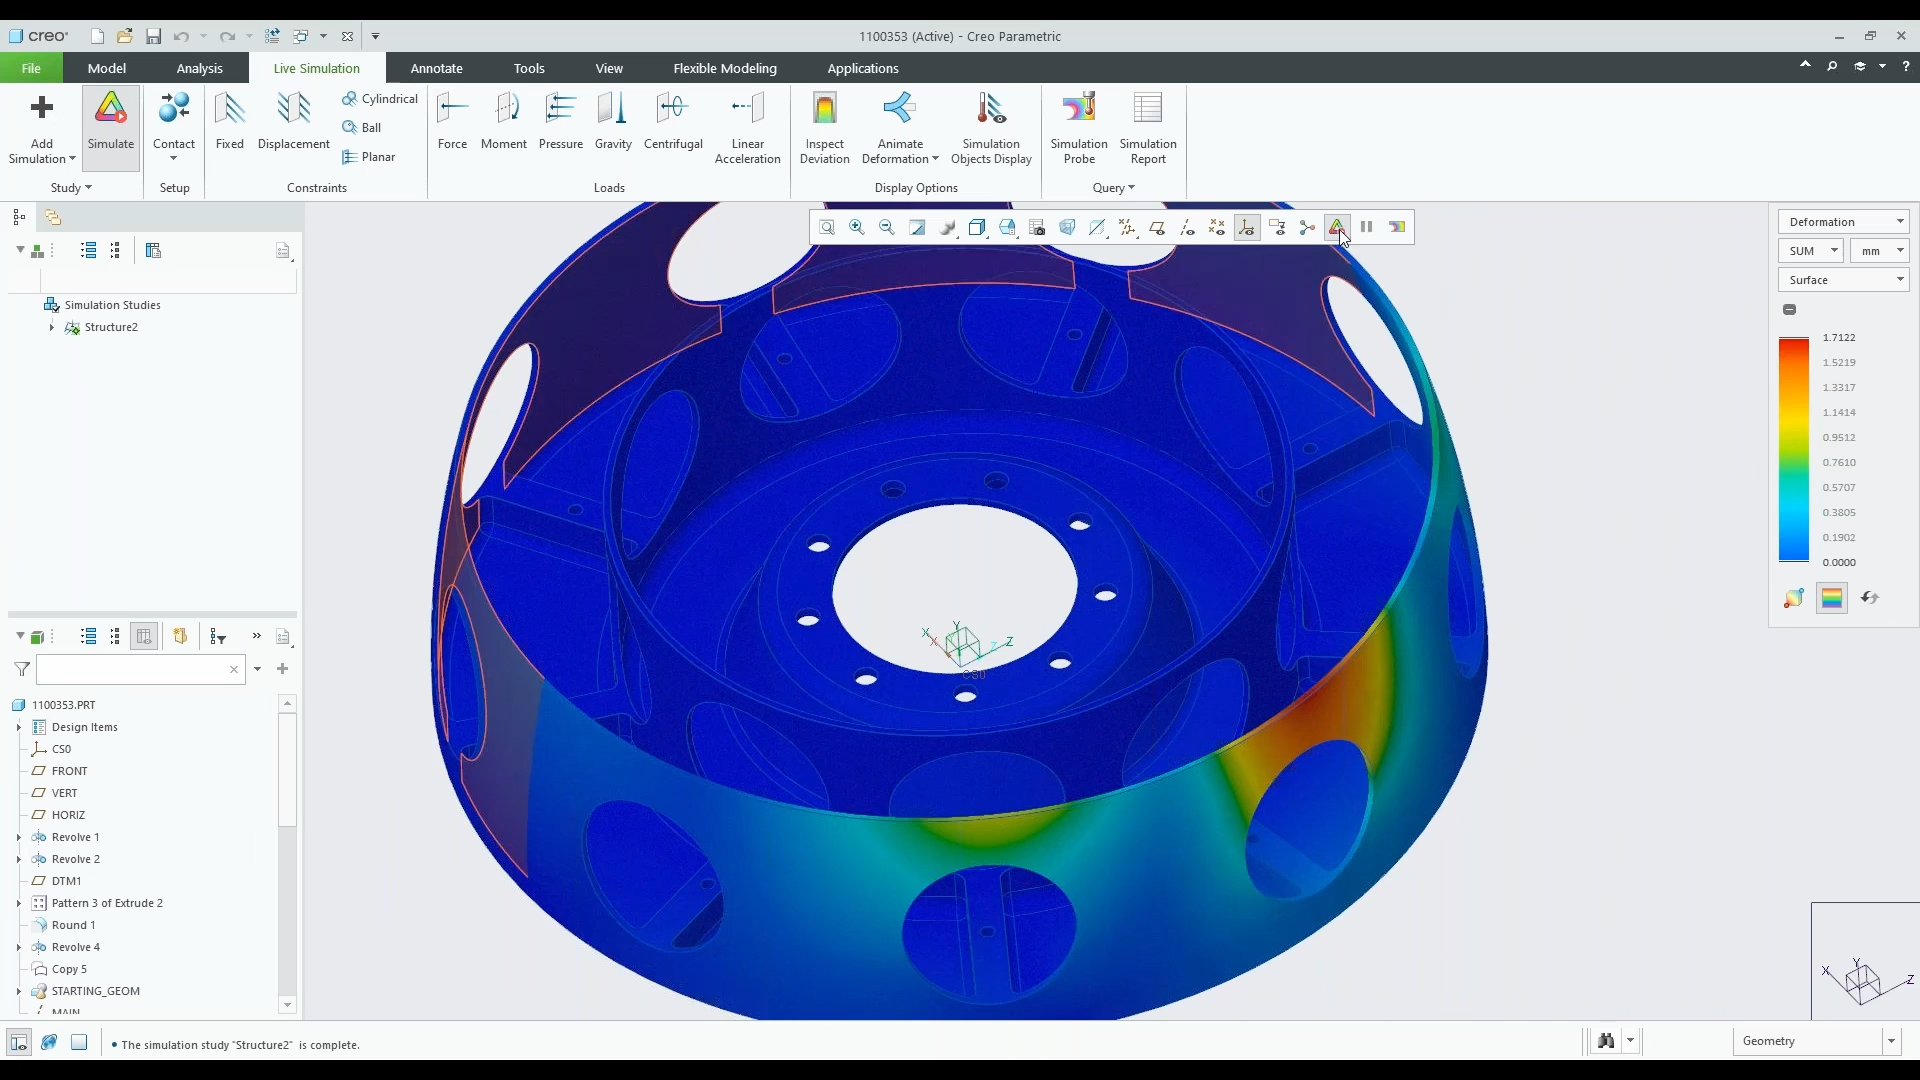 creo®
1100353 (Active) - Creo Parametric
File Model Analysis Live Simulation Annotate Tools View Flexible Modeling Applications
Add Simulation
Simulate
Contact
Fixed
Displacement
Cylindrical
Ball
Planar
Force
Moment
Pressure
Gravity
Centrifugal
Linear Acceleration
Inspect Deviation
Animate Deformation
Simulation Objects Display
Simulation Probe
Simulation Report
Study Setup Constraints Loads Display Options Query
Simulation Studies
Structure2
1100353.PRT
Design Items
CS0
FRONT
VERT
HORIZ
Revolve 1
Revolve 2
DTM1
Pattern 3 of Extrude 2
Round 1
Revolve 4
Copy 5
STARTING_GEOM
MAIN
X Y Z
X Z
CS0
Deformation
SUM mm
Surface
1.7122
1.5219
1.3317
1.1414
0.9512
0.7610
0.5707
0.3805
0.1902
0.0000
X Y Z
• The simulation study "Structure2" is complete.
Geometry